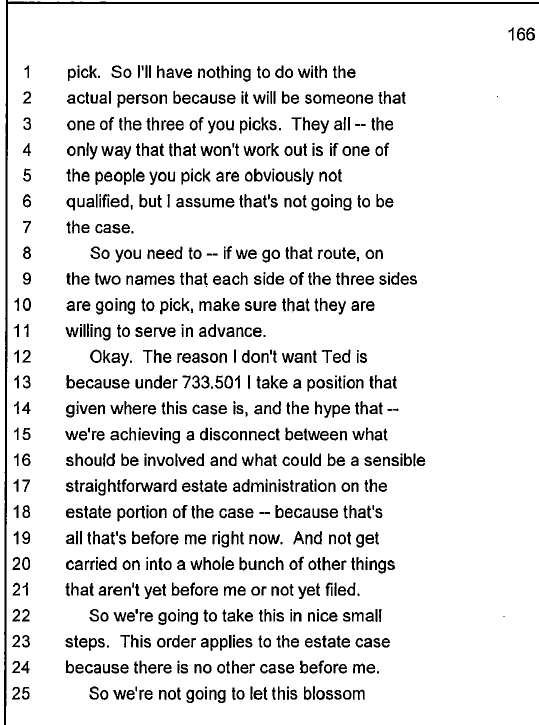 166
1 pick. So I'll have nothing to do with the
2 actual person because it will be someone that
3 one of the three of you picks. They all -- the
4 only way that that won't work out is if one of
5 the people you pick are obviously not
6 qualified, but I assume that's not going to be
7 the case.
8 So you need to -- if we go that route, on
9 the two names that each side of the three sides
10 are going to pick, make sure that they are
11 willing to serve in advance.
12 Okay. The reason I don't want Ted is
13 because under 733.501 I take a position that
14 given where this case is, and the hype that --
15 we're achieving a disconnect between what
16 should be involved and what could be a sensible
17 straightforward estate administration on the
18 estate portion of the case -- because that's
19 all that's before me right now. And not get
20 carried on into a whole bunch of other things
21 that aren't yet before me or not yet filed.
22 So we're going to take this in nice small
23 steps. This order applies to the estate case
24 because there is no other case before me.
25 So we're not going to let this blossom